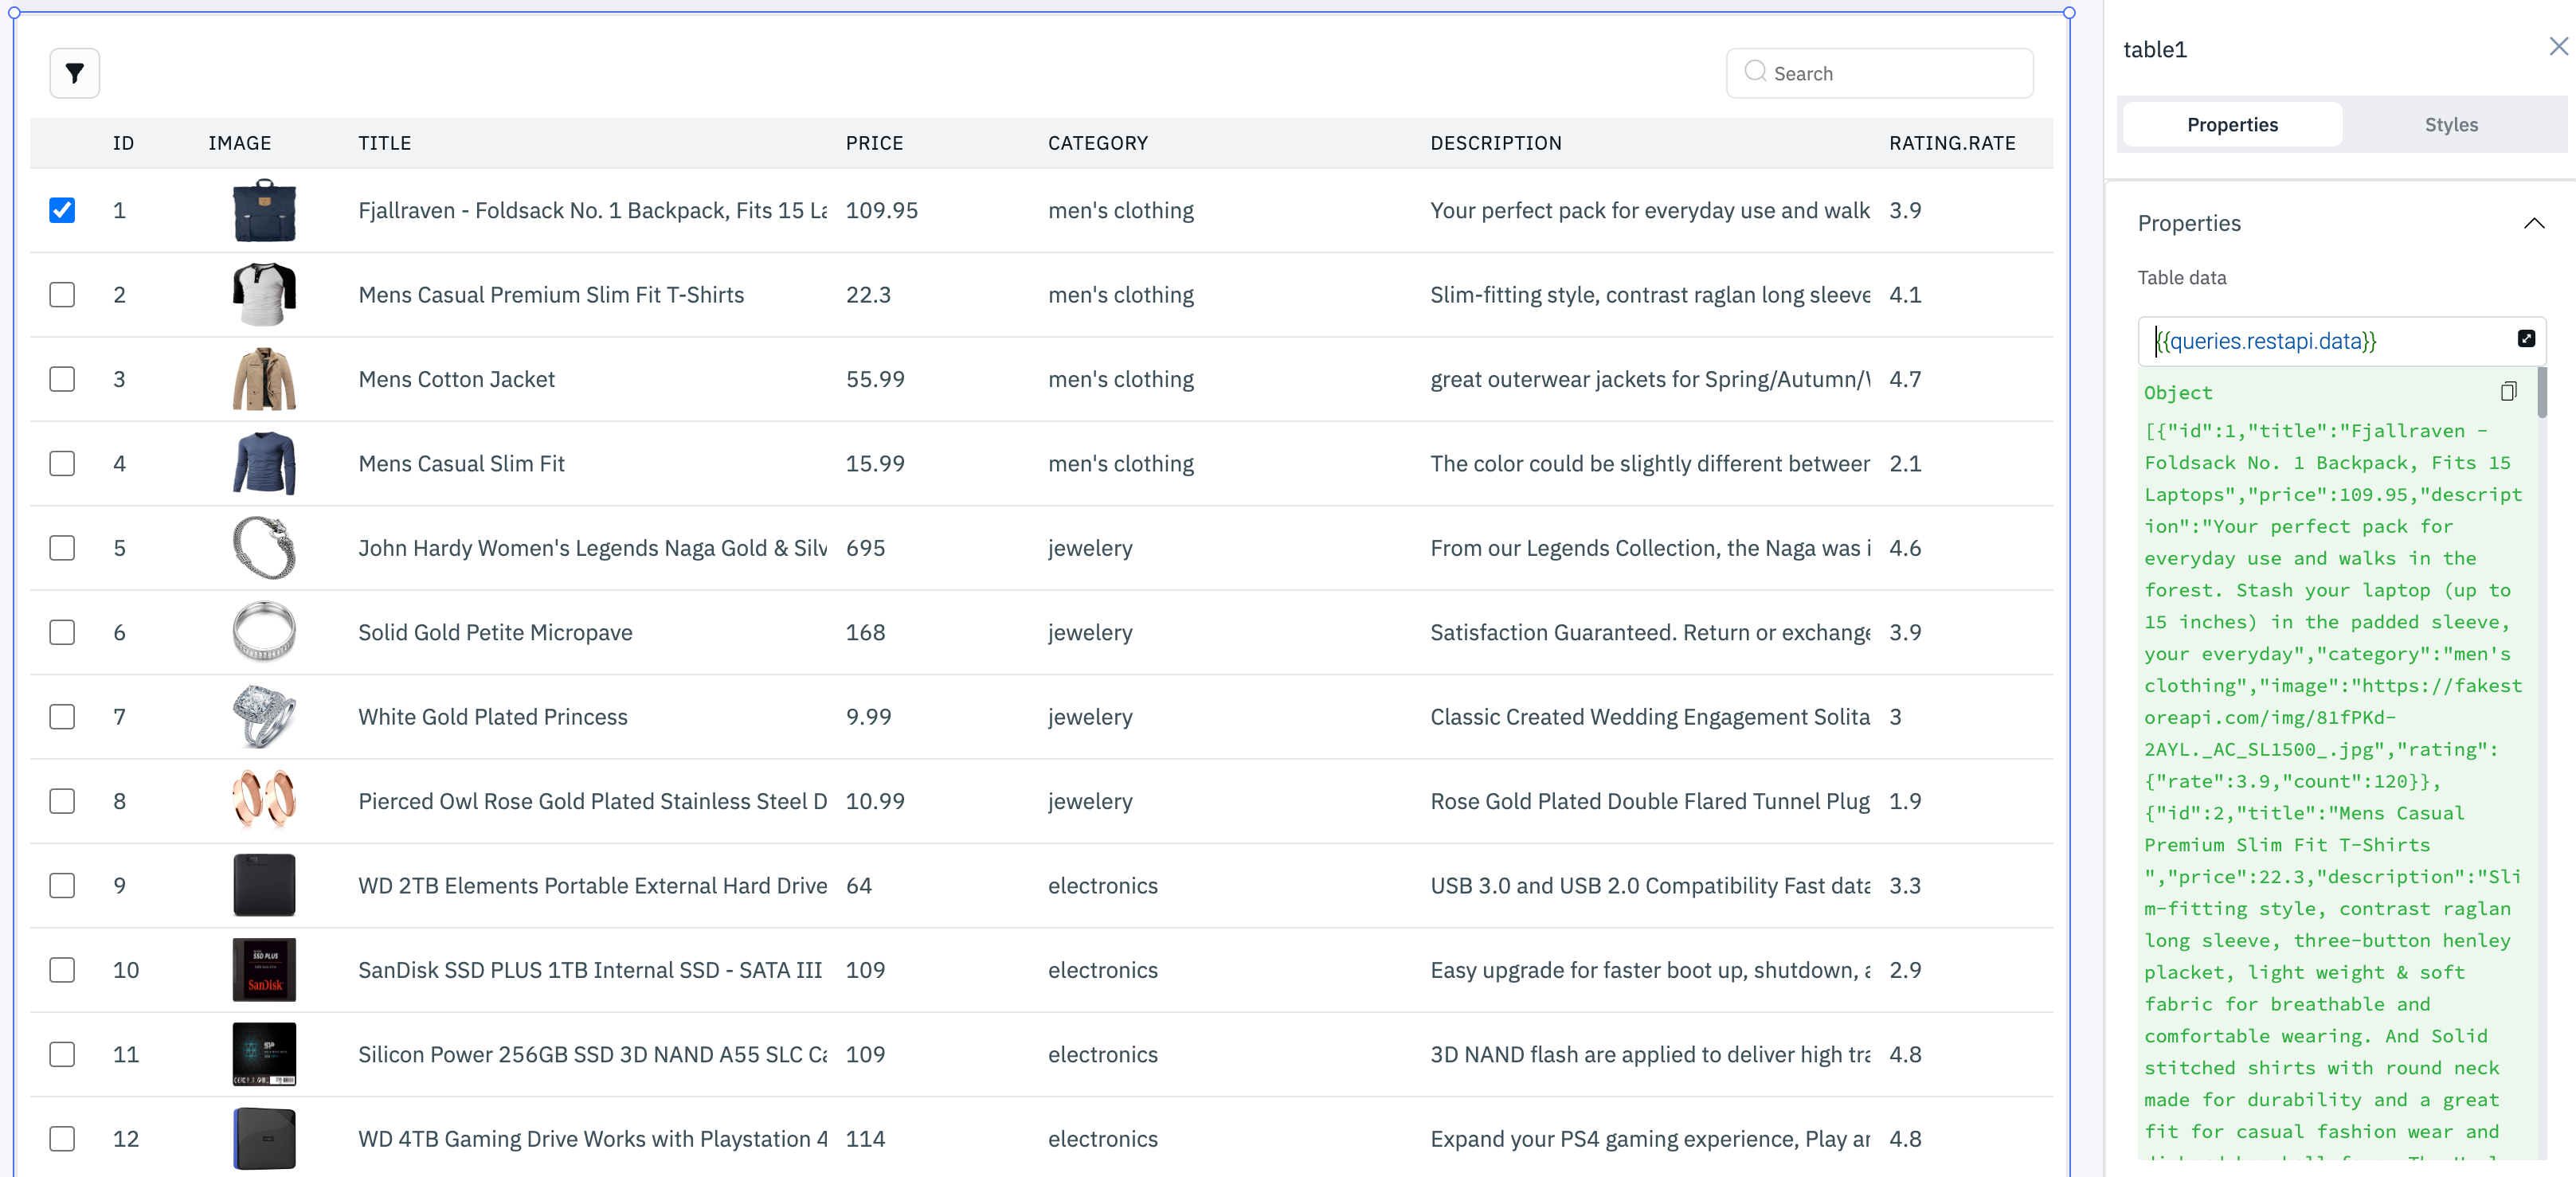 Search
ID IMAGE TITLE PRICE CATEGORY DESCRIPTION RATING.RATE
1 Fjallraven - Foldsack No. 1 Backpack, Fits 15 La 109.95 men's clothing Your perfect pack for everyday use and walk 3.9
2 Mens Casual Premium Slim Fit T-Shirts 22.3 men's clothing Slim-fitting style, contrast raglan long sleeve 4.1
3 Mens Cotton Jacket 55.99 men's clothing great outerwear jackets for Spring/Autumn/ 4.7
4 Mens Casual Slim Fit 15.99 men's clothing The color could be slightly different between 2.1
5 John Hardy Women's Legends Naga Gold & Silv 695 jewelery From our Legends Collection, the Naga was i 4.6
6 Solid Gold Petite Micropave 168 jewelery Satisfaction Guaranteed. Return or exchange 3.9
7 White Gold Plated Princess 9.99 jewelery Classic Created Wedding Engagement Solita 3
8 Pierced Owl Rose Gold Plated Stainless Steel D 10.99 jewelery Rose Gold Plated Double Flared Tunnel Plug 1.9
9 WD 2TB Elements Portable External Hard Drive 64 electronics USB 3.0 and USB 2.0 Compatibility Fast data 3.3
SSD PLUS
SanDisk
10 SanDisk SSD PLUS 1TB Internal SSD - SATA III 109 electronics Easy upgrade for faster boot up, shutdown, a 2.9
11 Silicon Power 256GB SSD 3D NAND A55 SLC Ca 109 electronics 3D NAND flash are applied to deliver high tra 4.8
12 WD 4TB Gaming Drive Works with Playstation 4 114 electronics Expand your PS4 gaming experience, Play an 4.8
table1
Properties Styles
Properties
Table data
{{queries.restapi.data}}
Object
[{"id":1,"title":"Fjallraven -
Foldsack No. 1 Backpack, Fits 15
Laptops","price":109.95,"descript
ion":"Your perfect pack for
everyday use and walks in the
forest. Stash your laptop (up to
15 inches) in the padded sleeve,
your everyday","category":"men's
clothing","image":"https://fakest
oreapi.com/img/81fPKd-
2AYL._AC_SL1500_.jpg","rating":
{"rate":3.9,"count":120}},
{"id":2,"title":"Mens Casual
Premium Slim Fit T-Shirts
","price":22.3,"description":"Sli
m-fitting style, contrast raglan
long sleeve, three-button henley
placket, light weight & soft
fabric for breathable and
comfortable wearing. And Solid
stitched shirts with round neck
made for durability and a great
fit for casual fashion wear and